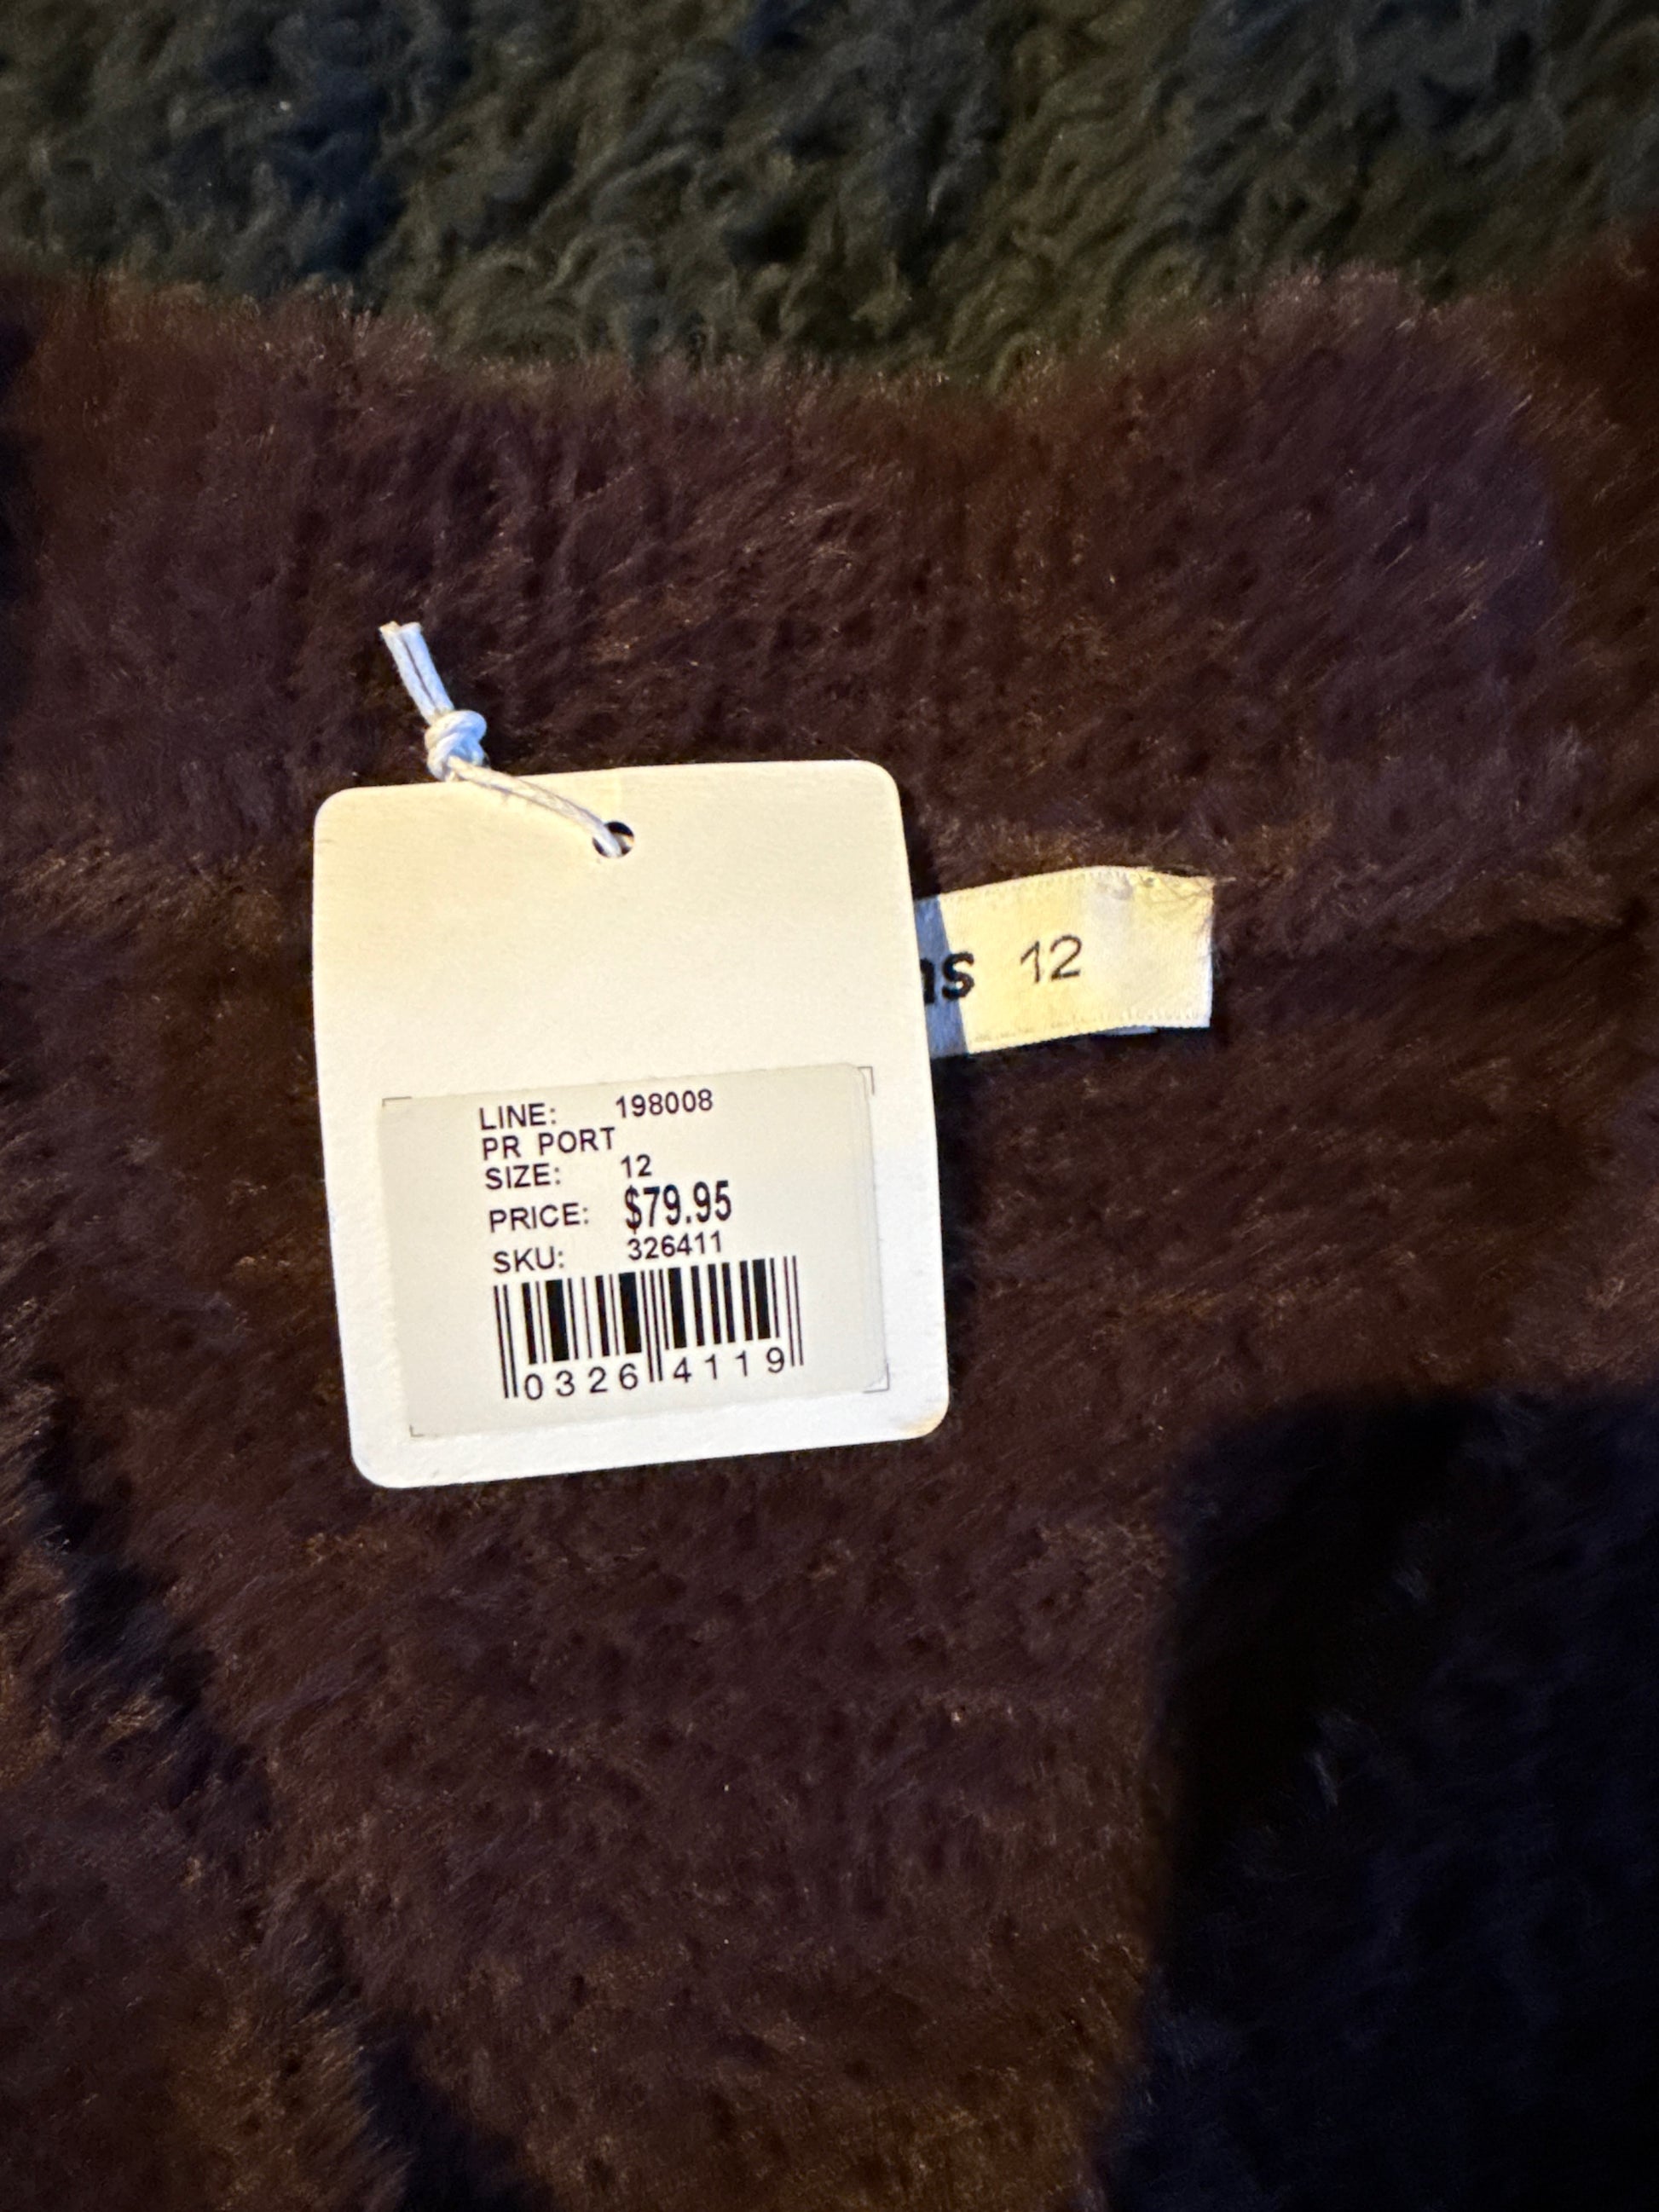 LINE: 198008
PR PORT
SIZE: 12
PRICE: $79.95
SKU: 326411
0326 4119
12